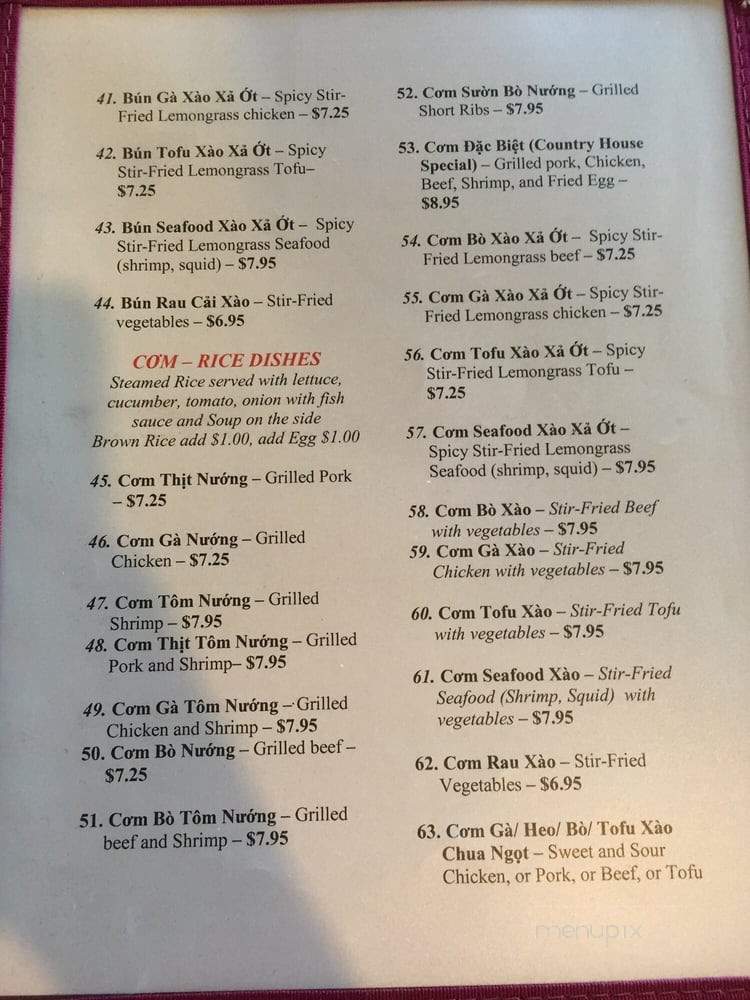 41. Bún Gà Xào Xả Ớt – Spicy Stir-
Fried Lemongrass chicken – $7.25
42. Bún Tofu Xào Xả Ớt – Spicy
Stir-Fried Lemongrass Tofu–
$7.25
43. Bún Seafood Xào Xả Ớt – Spicy
Stir-Fried Lemongrass Seafood
(shrimp, squid) – $7.95
44. Bún Rau Cải Xào – Stir-Fried
vegetables – $6.95
CƠM – RICE DISHES
Steamed Rice served with lettuce,
cucumber, tomato, onion with fish
sauce and Soup on the side
Brown Rice add $1.00, add Egg $1.00
45. Cơm Thịt Nướng – Grilled Pork
– $7.25
46. Cơm Gà Nướng – Grilled
Chicken – $7.25
47. Cơm Tôm Nướng – Grilled
Shrimp – $7.95
48. Cơm Thịt Tôm Nướng – Grilled
Pork and Shrimp– $7.95
49. Cơm Gà Tôm Nướng – Grilled
Chicken and Shrimp – $7.95
50. Cơm Bò Nướng – Grilled beef –
$7.25
51. Cơm Bò Tôm Nướng – Grilled
beef and Shrimp – $7.95
52. Cơm Sườn Bò Nướng – Grilled
Short Ribs – $7.95
53. Cơm Đặc Biệt (Country House
Special) – Grilled pork, Chicken,
Beef, Shrimp, and Fried Egg –
$8.95
54. Cơm Bò Xào Xả Ớt – Spicy Stir-
Fried Lemongrass beef – $7.25
55. Cơm Gà Xào Xả Ớt – Spicy Stir-
Fried Lemongrass chicken – $7.25
56. Cơm Tofu Xào Xả Ớt – Spicy
Stir-Fried Lemongrass Tofu –
$7.25
57. Cơm Seafood Xào Xả Ớt –
Spicy Stir-Fried Lemongrass
Seafood (shrimp, squid) – $7.95
58. Cơm Bò Xào – Stir-Fried Beef
with vegetables – $7.95
59. Cơm Gà Xào – Stir-Fried
Chicken with vegetables – $7.95
60. Cơm Tofu Xào – Stir-Fried Tofu
with vegetables – $7.95
61. Cơm Seafood Xào – Stir-Fried
Seafood (Shrimp, Squid) with
vegetables – $7.95
62. Cơm Rau Xào – Stir-Fried
Vegetables – $6.95
63. Cơm Gà/ Heo/ Bò/ Tofu Xào
Chua Ngọt – Sweet and Sour
Chicken, or Pork, or Beef, or Tofu
menupix